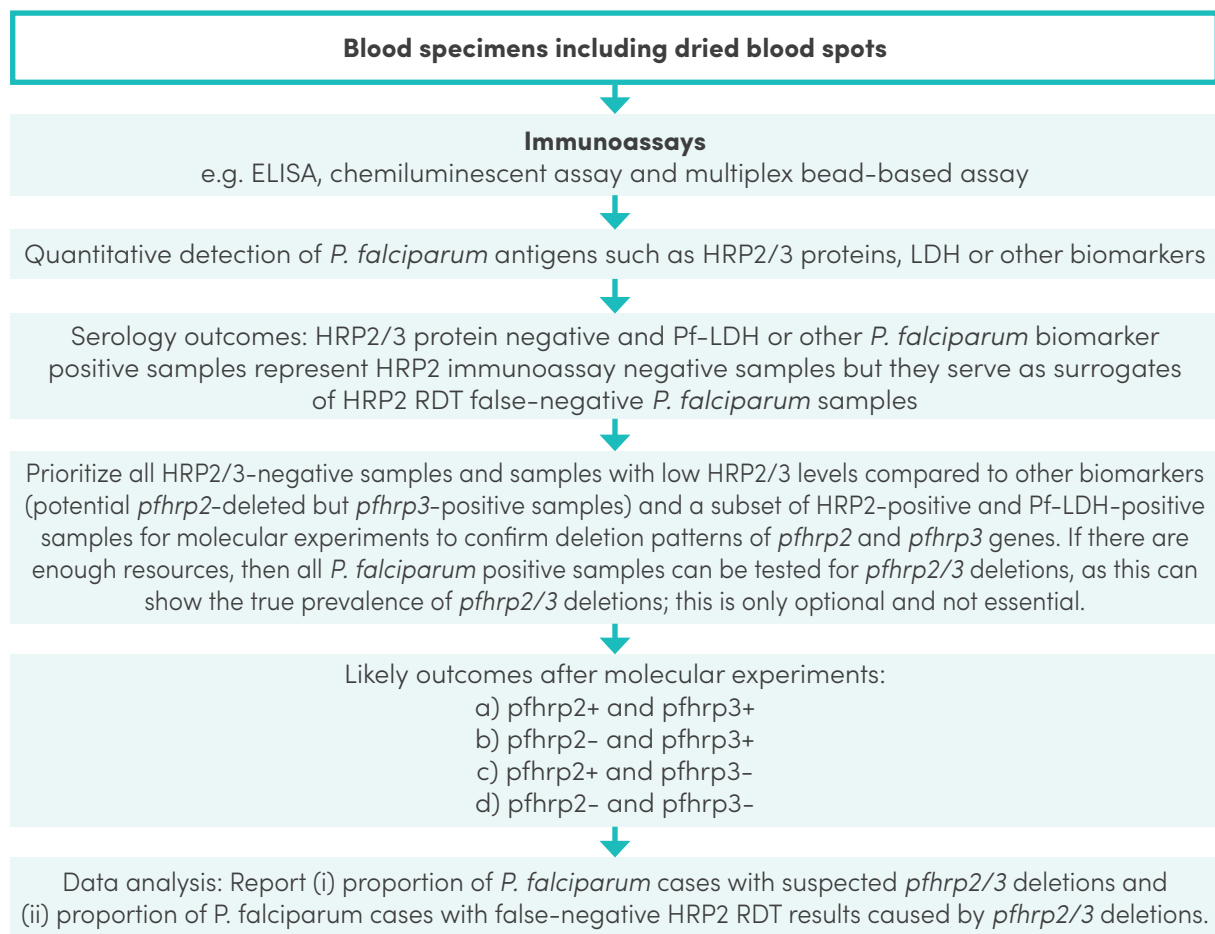 Blood specimens including dried blood spots
Immunoassays
e.g. ELISA, chemiluminescent assay and multiplex bead-based assay
Quantitative detection of P. falciparum antigens such as HRP2/3 proteins, LDH or other biomarkers
Serology outcomes: HRP2/3 protein negative and Pf-LDH or other P. falciparum biomarker
positive samples represent HRP2 immunoassay negative samples but they serve as surrogates
of HRP2 RDT false-negative P. falciparum samples
Prioritize all HRP2/3-negative samples and samples with low HRP2/3 levels compared to other biomarkers
(potential pfhrp2-deleted but pfhrp3-positive samples) and a subset of HRP2-positive and Pf-LDH-positive
samples for molecular experiments to confirm deletion patterns of pfhrp2 and pfhrp3 genes. If there are
enough resources, then all P. falciparum positive samples can be tested for pfhrp2/3 deletions, as this can
show the true prevalence of pfhrp2/3 deletions; this is only optional and not essential.
Likely outcomes after molecular experiments:
a) pfhrp2+ and pfhrp3+
b) pfhrp2- and pfhrp3+
c) pfhrp2+ and pfhrp3-
d) pfhrp2- and pfhrp3-
Data analysis: Report (i) proportion of P. falciparum cases with suspected pfhrp2/3 deletions and
(ii) proportion of P. falciparum cases with false-negative HRP2 RDT results caused by pfhrp2/3 deletions.